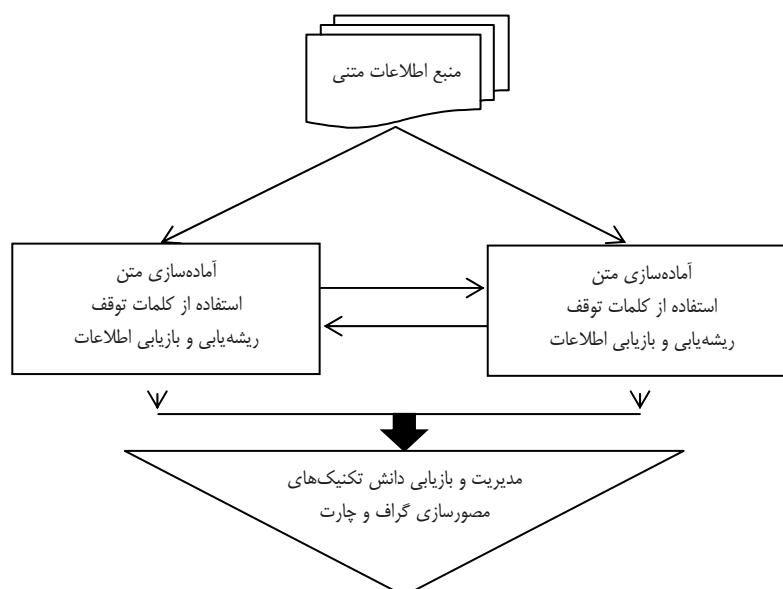 منبع اطلاعات متنی
آماده‌سازی متن
استفاده از کلمات توقف
ریشه‌یابی و بازیابی اطلاعات
آماده‌سازی متن
استفاده از کلمات توقف
ریشه‌یابی و بازیابی اطلاعات
مدیریت و بازیابی دانش تکنیک‌های
مصورسازی گراف و چارت